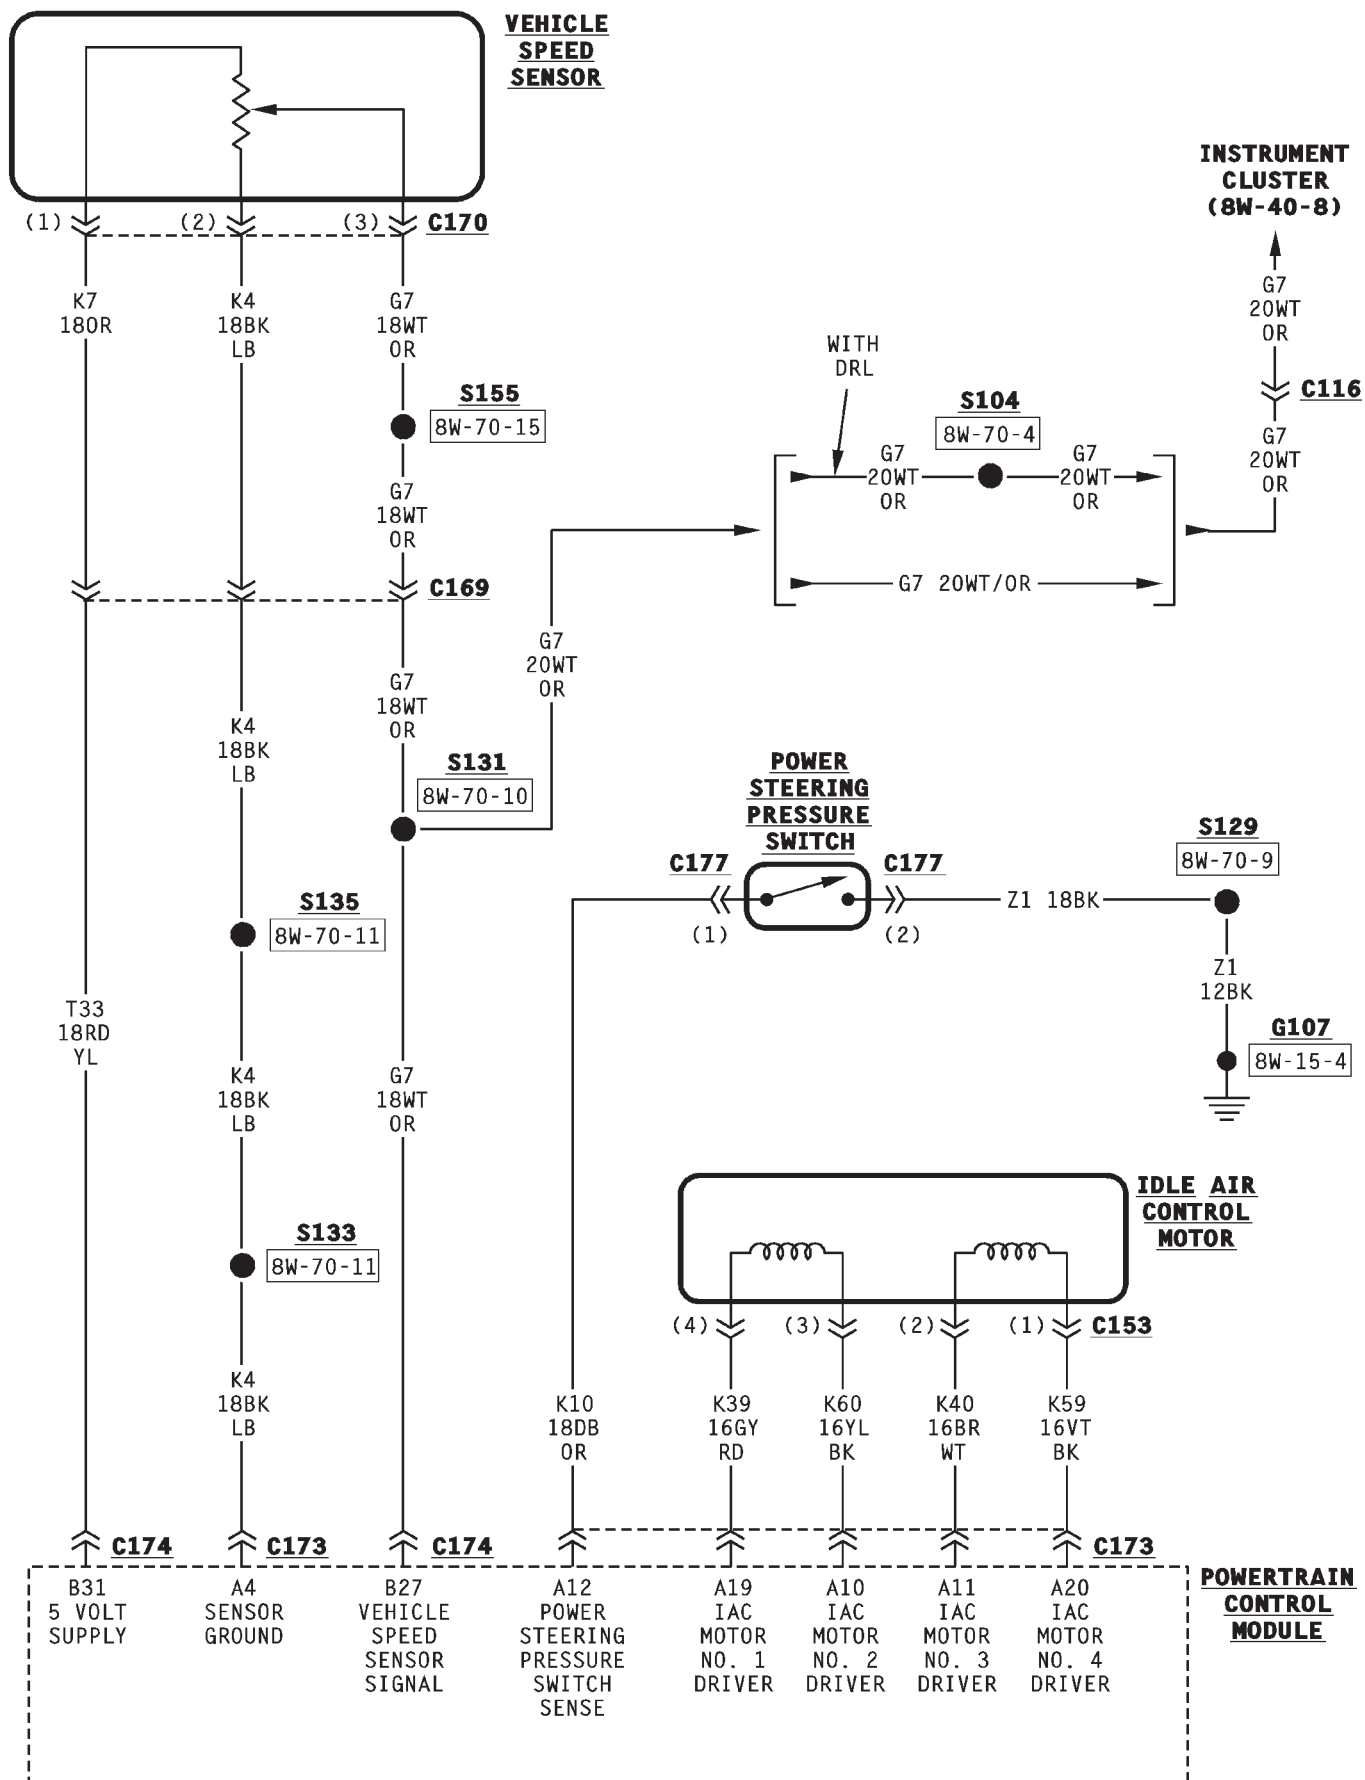 VEHICLE
SPEED
SENSOR
INSTRUMENT
CLUSTER
(8W-40-8)
(1)
(2)
(3)
C170
K7
18OR
K4
18BK
LB
G7
18WT
OR
G7
20WT
OR
WITH
DRL
C116
S155
8W-70-15
S104
8W-70-4
G7
20WT
OR
G7
20WT
OR
G7
20WT
OR
G7
18WT
OR
C169
G7 20WT/OR
G7
20WT
OR
G7
18WT
OR
K4
18BK
LB
S131
8W-70-10
POWER
STEERING
PRESSURE
SWITCH
S129
8W-70-9
C177
C177
(1)
(2)
Z1 18BK
S135
8W-70-11
Z1
12BK
T33
18RD
YL
G107
8W-15-4
K4
18BK
LB
G7
18WT
OR
IDLE AIR
CONTROL
MOTOR
S133
8W-70-11
(4)
(3)
(2)
(1)
C153
K4
18BK
LB
K10
18DB
OR
K39
16GY
RD
K60
16YL
BK
K40
16BR
WT
K59
16VT
BK
C174
C173
C174
C173
B31
5 VOLT
SUPPLY
A4
SENSOR
GROUND
B27
VEHICLE
SPEED
SENSOR
SIGNAL
A12
POWER
STEERING
PRESSURE
SWITCH
SENSE
A19
IAC
MOTOR
NO. 1
DRIVER
A10
IAC
MOTOR
NO. 2
DRIVER
A11
IAC
MOTOR
NO. 3
DRIVER
A20
IAC
MOTOR
NO. 4
DRIVER
POWERTRAIN
CONTROL
MODULE